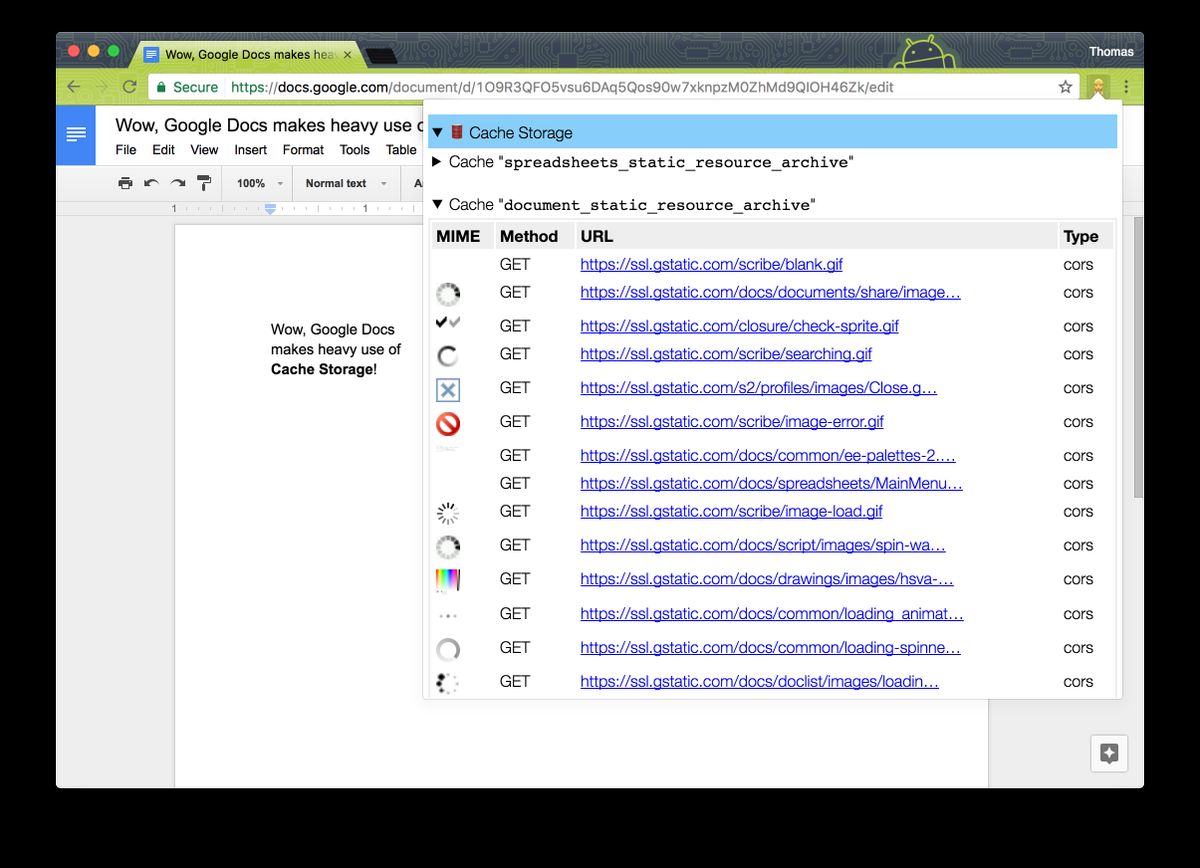 Wow, Google Docs makes hea
Thomas
Secure https://docs.google.com/document/d/1O9R3QFO5vsu6DAq5Qos90w7xknpzM0ZhMd9QIOH46Zk/edit
Wow, Google Docs makes heavy use
File Edit View Insert Format Tools Table
100% Normal text
1 1
Wow, Google Docs
makes heavy use of
Cache Storage!
Cache Storage
Cache "spreadsheets_static_resource_archive"
Cache "document_static_resource_archive"
MIME Method URL Type
GET https://ssl.gstatic.com/scribe/blank.gif cors
GET https://ssl.gstatic.com/docs/documents/share/image… cors
GET https://ssl.gstatic.com/closure/check-sprite.gif cors
GET https://ssl.gstatic.com/scribe/searching.gif cors
GET https://ssl.gstatic.com/s2/profiles/images/Close.g… cors
GET https://ssl.gstatic.com/scribe/image-error.gif cors
GET https://ssl.gstatic.com/docs/common/ee-palettes-2.… cors
GET https://ssl.gstatic.com/docs/spreadsheets/MainMenu… cors
GET https://ssl.gstatic.com/scribe/image-load.gif cors
GET https://ssl.gstatic.com/docs/script/images/spin-wa… cors
GET https://ssl.gstatic.com/docs/drawings/images/hsva-… cors
GET https://ssl.gstatic.com/docs/common/loading_animat… cors
GET https://ssl.gstatic.com/docs/common/loading-spinne… cors
GET https://ssl.gstatic.com/docs/doclist/images/loadin… cors